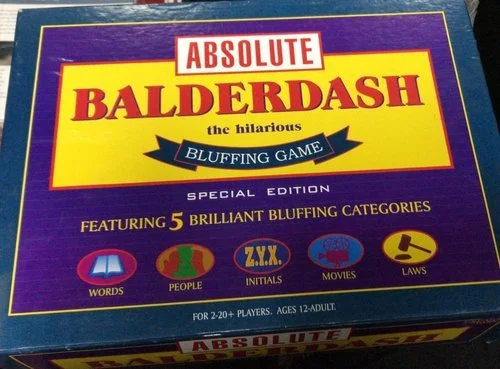 ABSOLUTE
BALDERDASH
the hilarious
BLUFFING GAME
SPECIAL EDITION
FEATURING 5 BRILLIANT BLUFFING CATEGORIES
Z.Y.X.
WORDS PEOPLE INITIALS MOVIES LAWS
FOR 2-20+ PLAYERS. AGES 12-ADULT.
ABSOLUTE
BALDERDASH